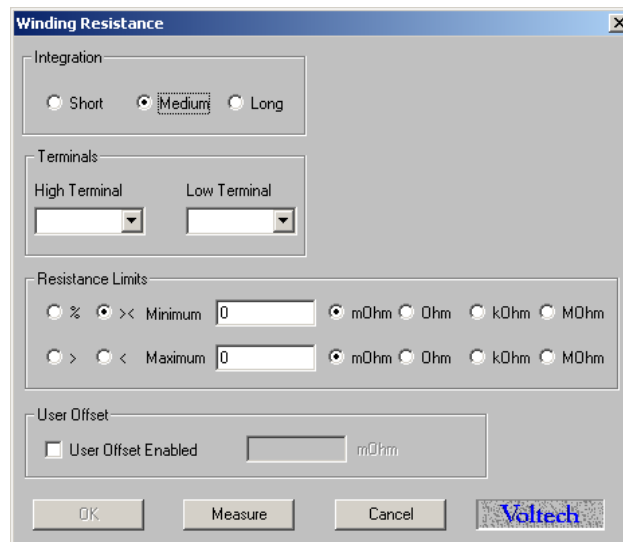 Winding Resistance
Integration
Short Medium Long
Terminals
High Terminal Low Terminal
Resistance Limits
% >< Minimum 0 mOhm Ohm kOhm MOhm
> < Maximum 0 mOhm Ohm kOhm MOhm
User Offset
User Offset Enabled mOhm
OK Measure Cancel Voltech